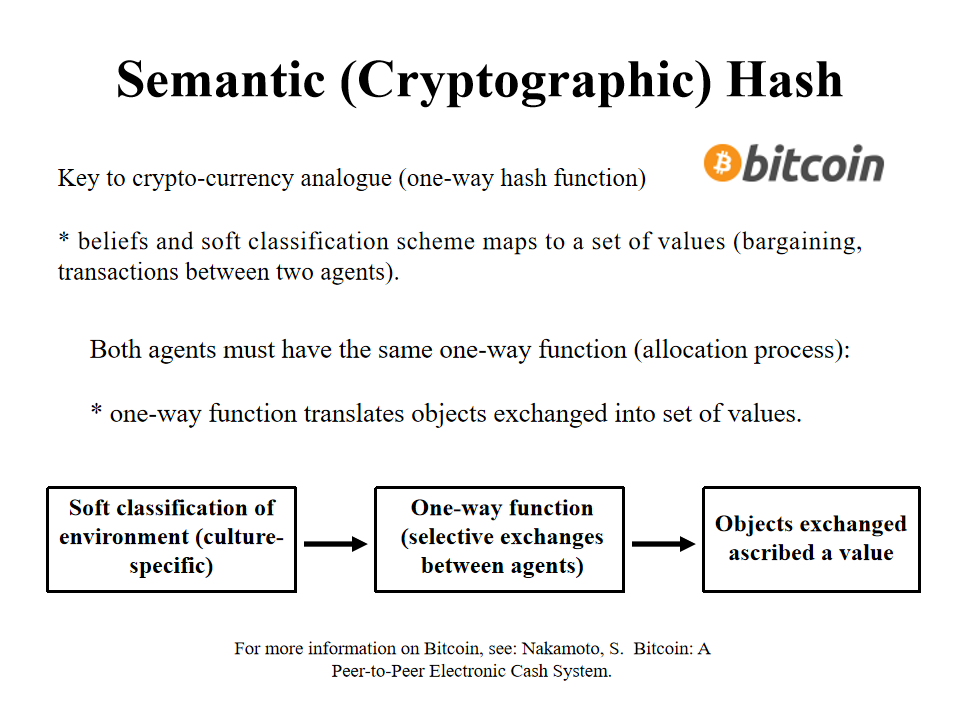 Semantic (Cryptographic) Hash
bitcoin
Key to crypto-currency analogue (one-way hash function)
* beliefs and soft classification scheme maps to a set of values (bargaining,
transactions between two agents).
Both agents must have the same one-way function (allocation process):
* one-way function translates objects exchanged into set of values.
Soft classification of
environment (culture-
specific)
One-way function
(selective exchanges
between agents)
Objects exchanged
ascribed a value
For more information on Bitcoin, see: Nakamoto, S.  Bitcoin: A
Peer-to-Peer Electronic Cash System.